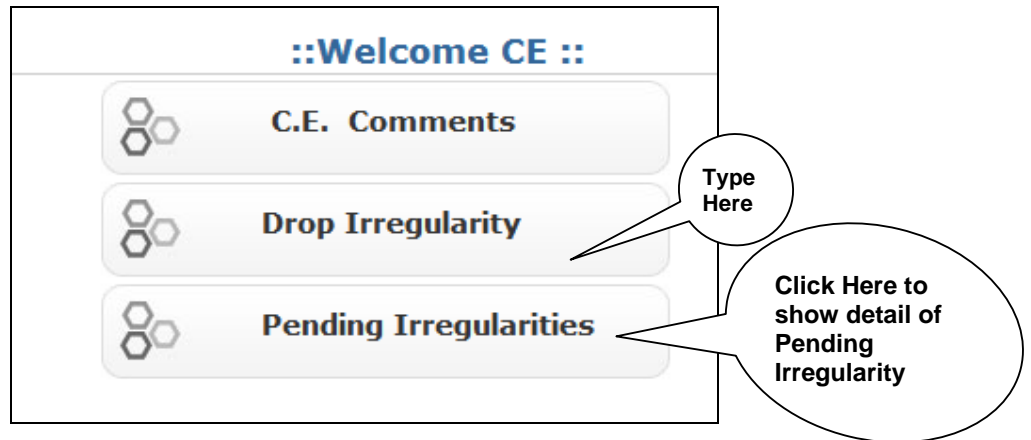 ::Welcome CE ::
C.E. Comments
Type
Here
Drop Irregularity
Click Here to
show detail of
Pending
Irregularity
Pending Irregularities